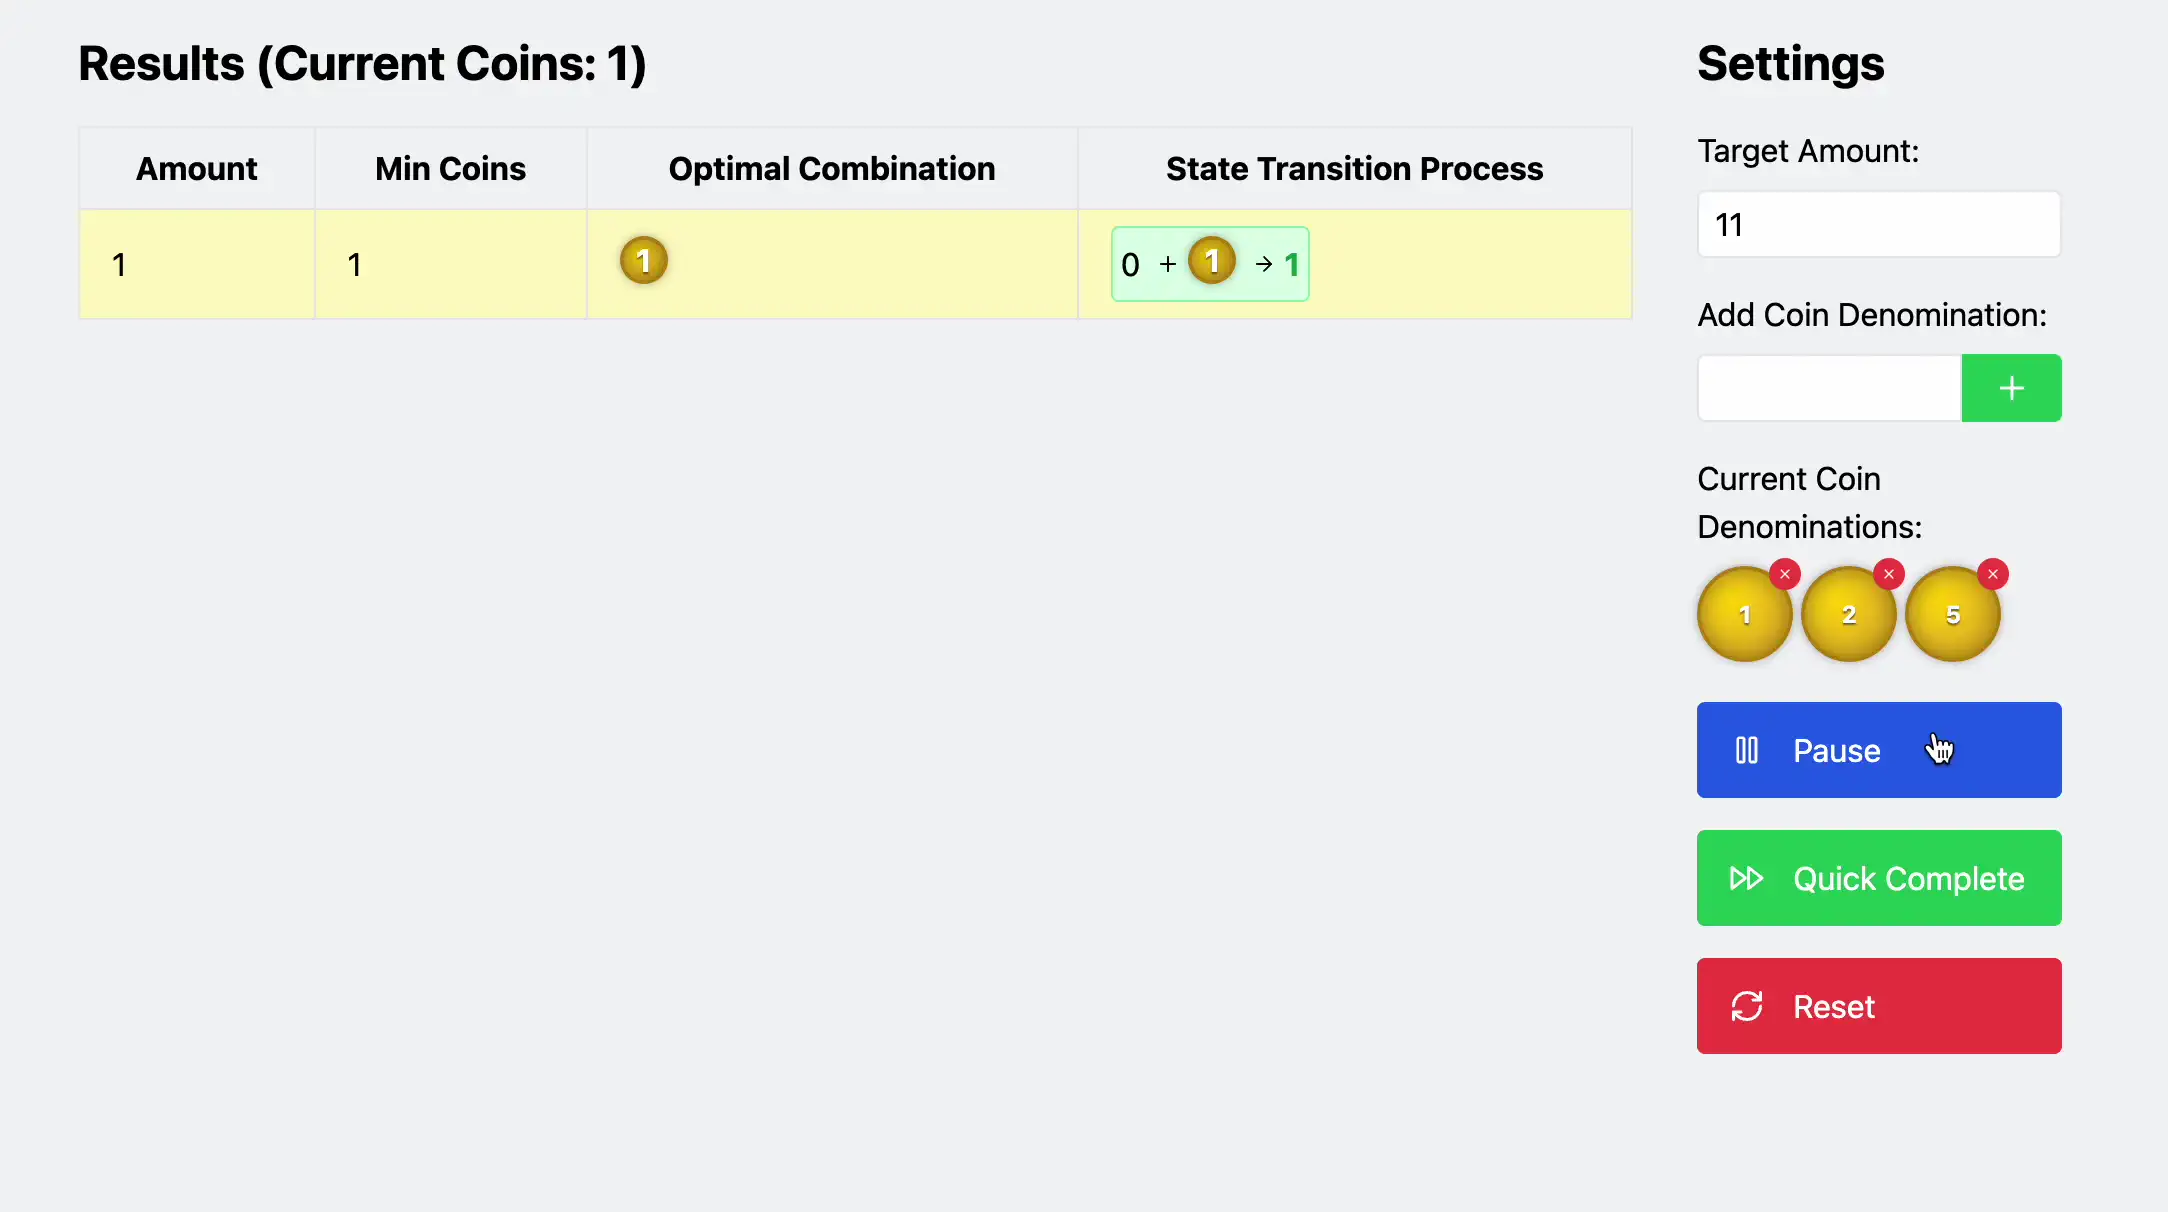 Results (Current Coins: 1)
Amount Min Coins Optimal Combination State Transition Process
1 1 1 0 + 1 → 1
Settings
Target Amount:
11
Add Coin Denomination:
+
Current Coin
Denominations:
1 2 5
Pause
Quick Complete
Reset